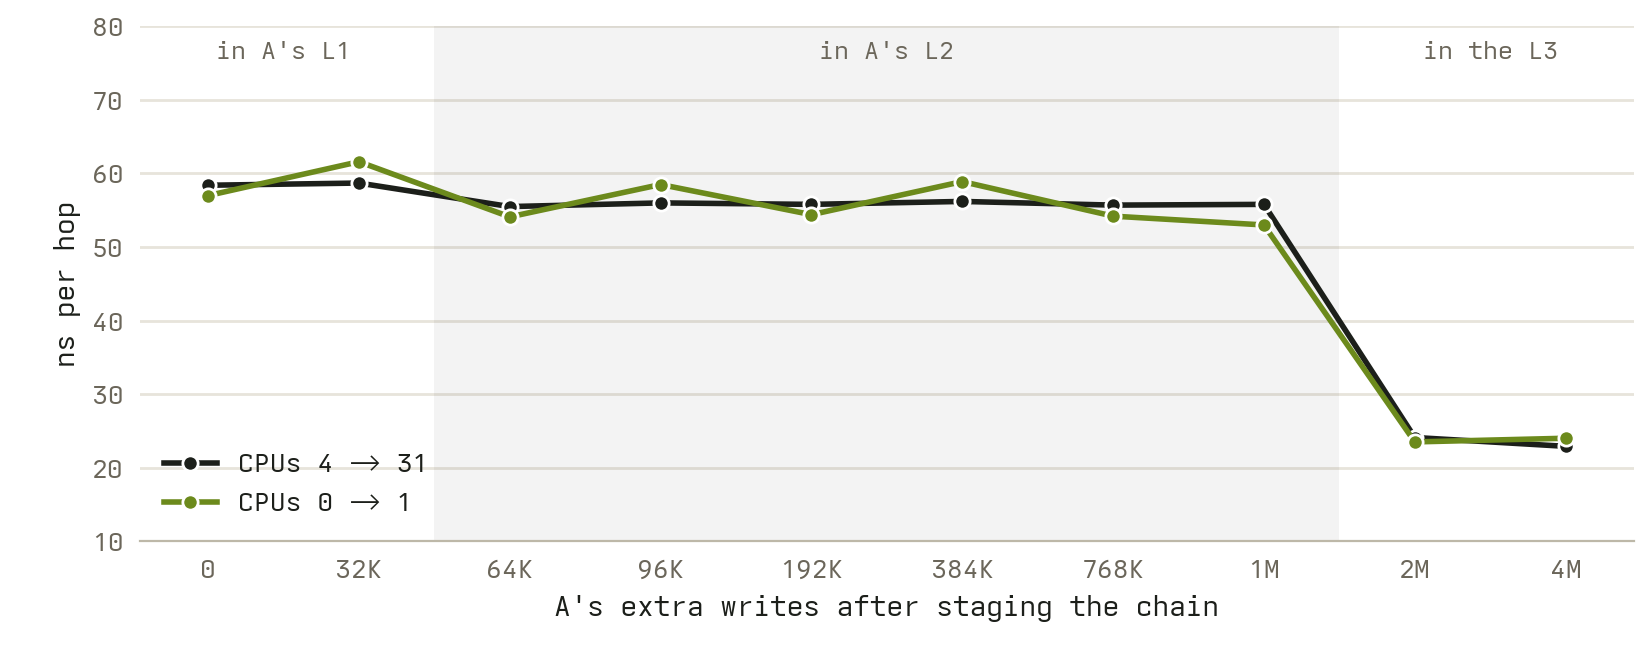 80
in A's L1 in A's L2 in the L3
70
60
50
40
30
20
10
ns per hop
CPUs 4 → 31
CPUs 0 → 1
0 32K 64K 96K 192K 384K 768K 1M 2M 4M
A's extra writes after staging the chain